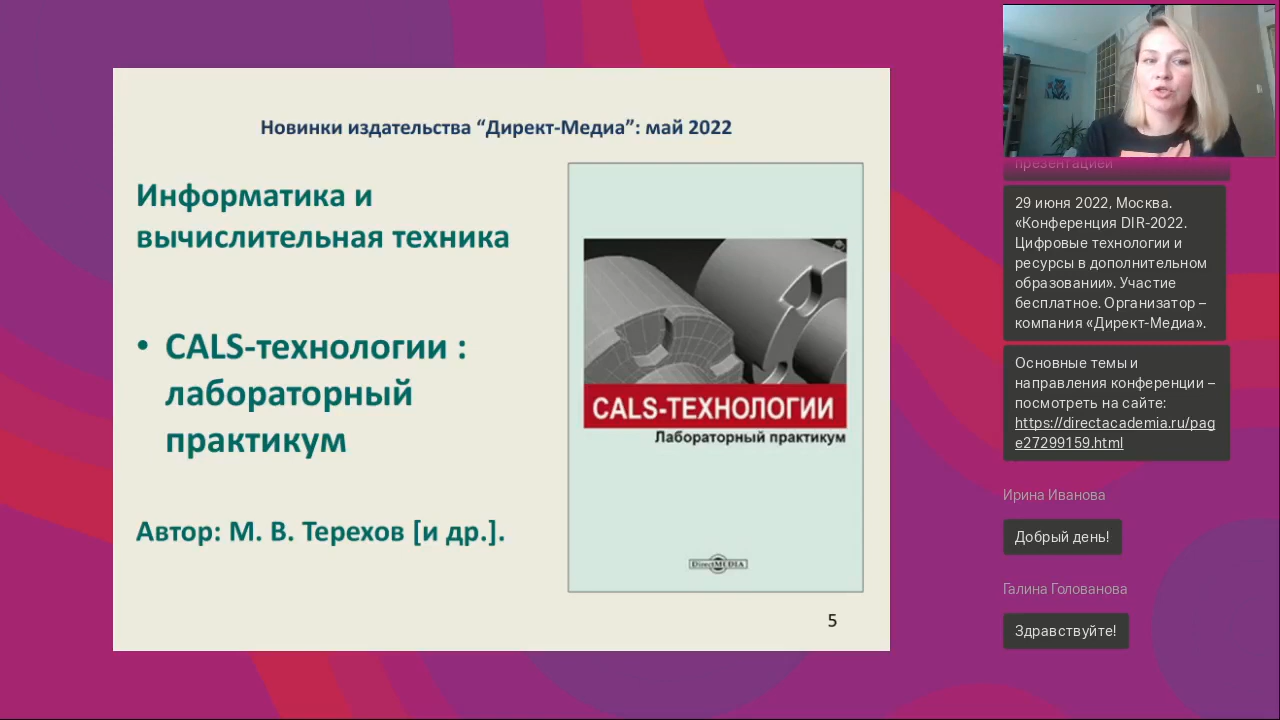 Новинки издательства “Директ-Медиа”: май 2022
Информатика и
вычислительная техника
• CALS-технологии :
лабораторный
практикум
Автор: М. В. Терехов [и др.].
CALS-ТЕХНОЛОГИИ
Лабораторный практикум
DirectMEDIA
5
презентацией
29 июня 2022, Москва.
«Конференция DIR-2022.
Цифровые технологии и
ресурсы в дополнительном
образовании». Участие
бесплатное. Организатор –
компания «Директ-Медиа».
Основные темы и
направления конференции –
посмотреть на сайте:
https://directacademia.ru/pag
e27299159.html
Ирина Иванова
Добрый день!
Галина Голованова
Здравствуйте!